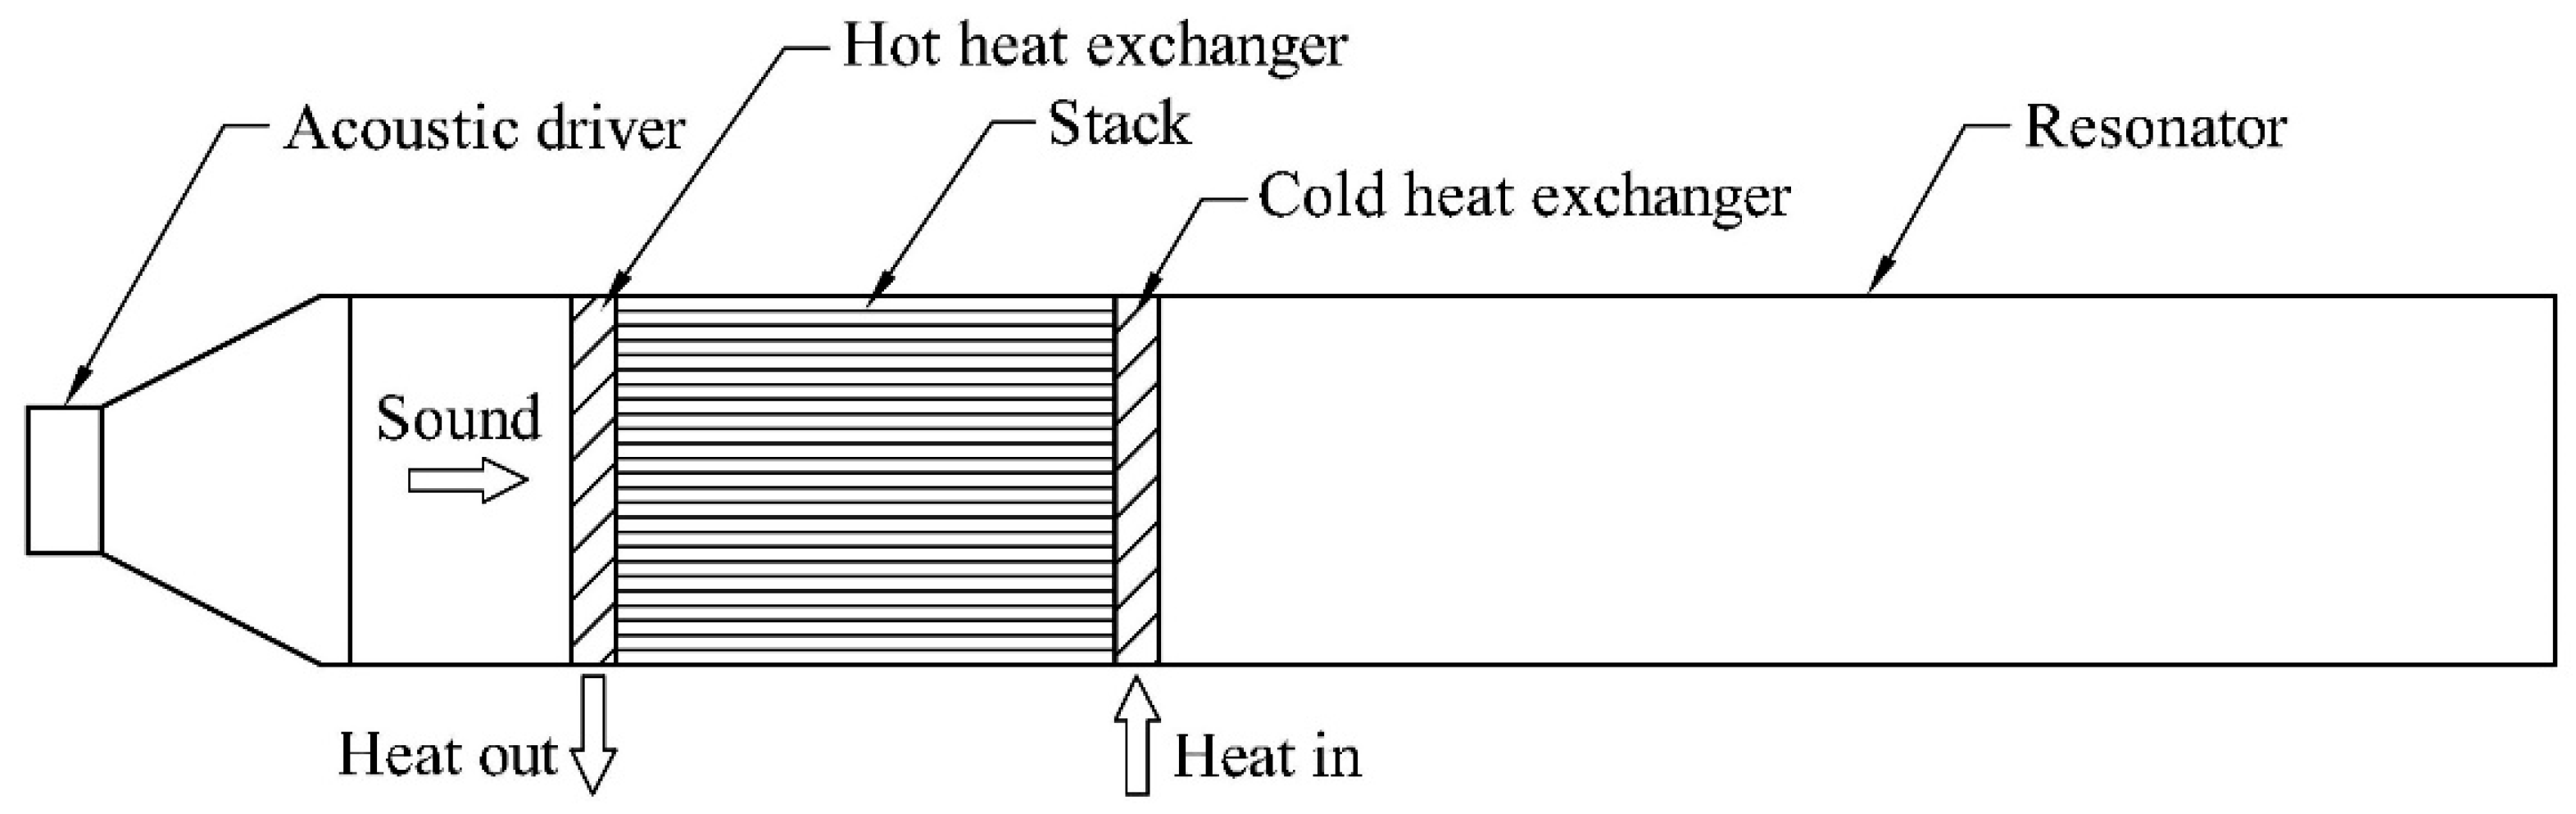 Hot heat exchanger
Acoustic driver
Stack
Resonator
Cold heat exchanger
Sound
Heat out
Heat in